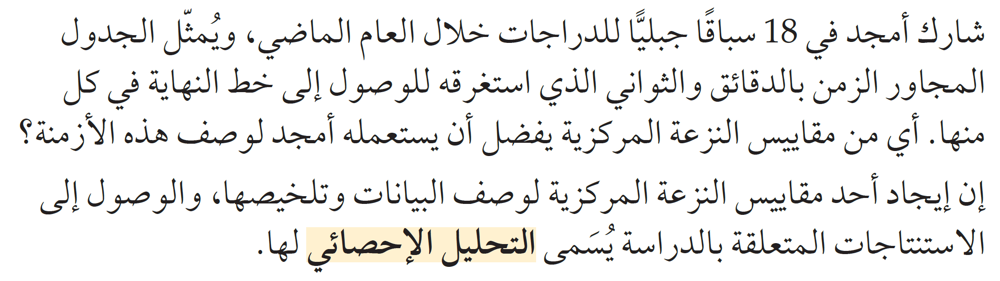 شارك أمجد في 18 سباقًا جبليًّا للدراجات خلال العام الماضي، ويُمثّل الجدول
المجاور الزمن بالدقائق والثواني الذي استغرقه للوصول إلى خط النهاية في كل
منها. أي من مقاييس النزعة المركزية يفضل أن يستعمله أمجد لوصف هذه الأزمنة؟
إن إيجاد أحد مقاييس النزعة المركزية لوصف البيانات وتلخيصها، والوصول إلى
الاستنتاجات المتعلقة بالدراسة يُسَمى التحليل الإحصائي لها.